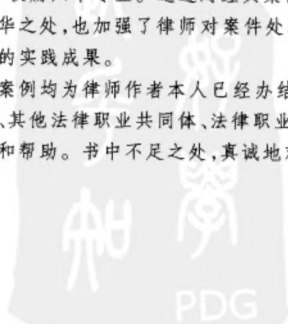 华之处,也加强了律师对案件处
的实践成果。
案例均为律师作者本人已经办结
、其他法律职业共同体、法律职业
和帮助。书中不足之处,真诚地
PDG